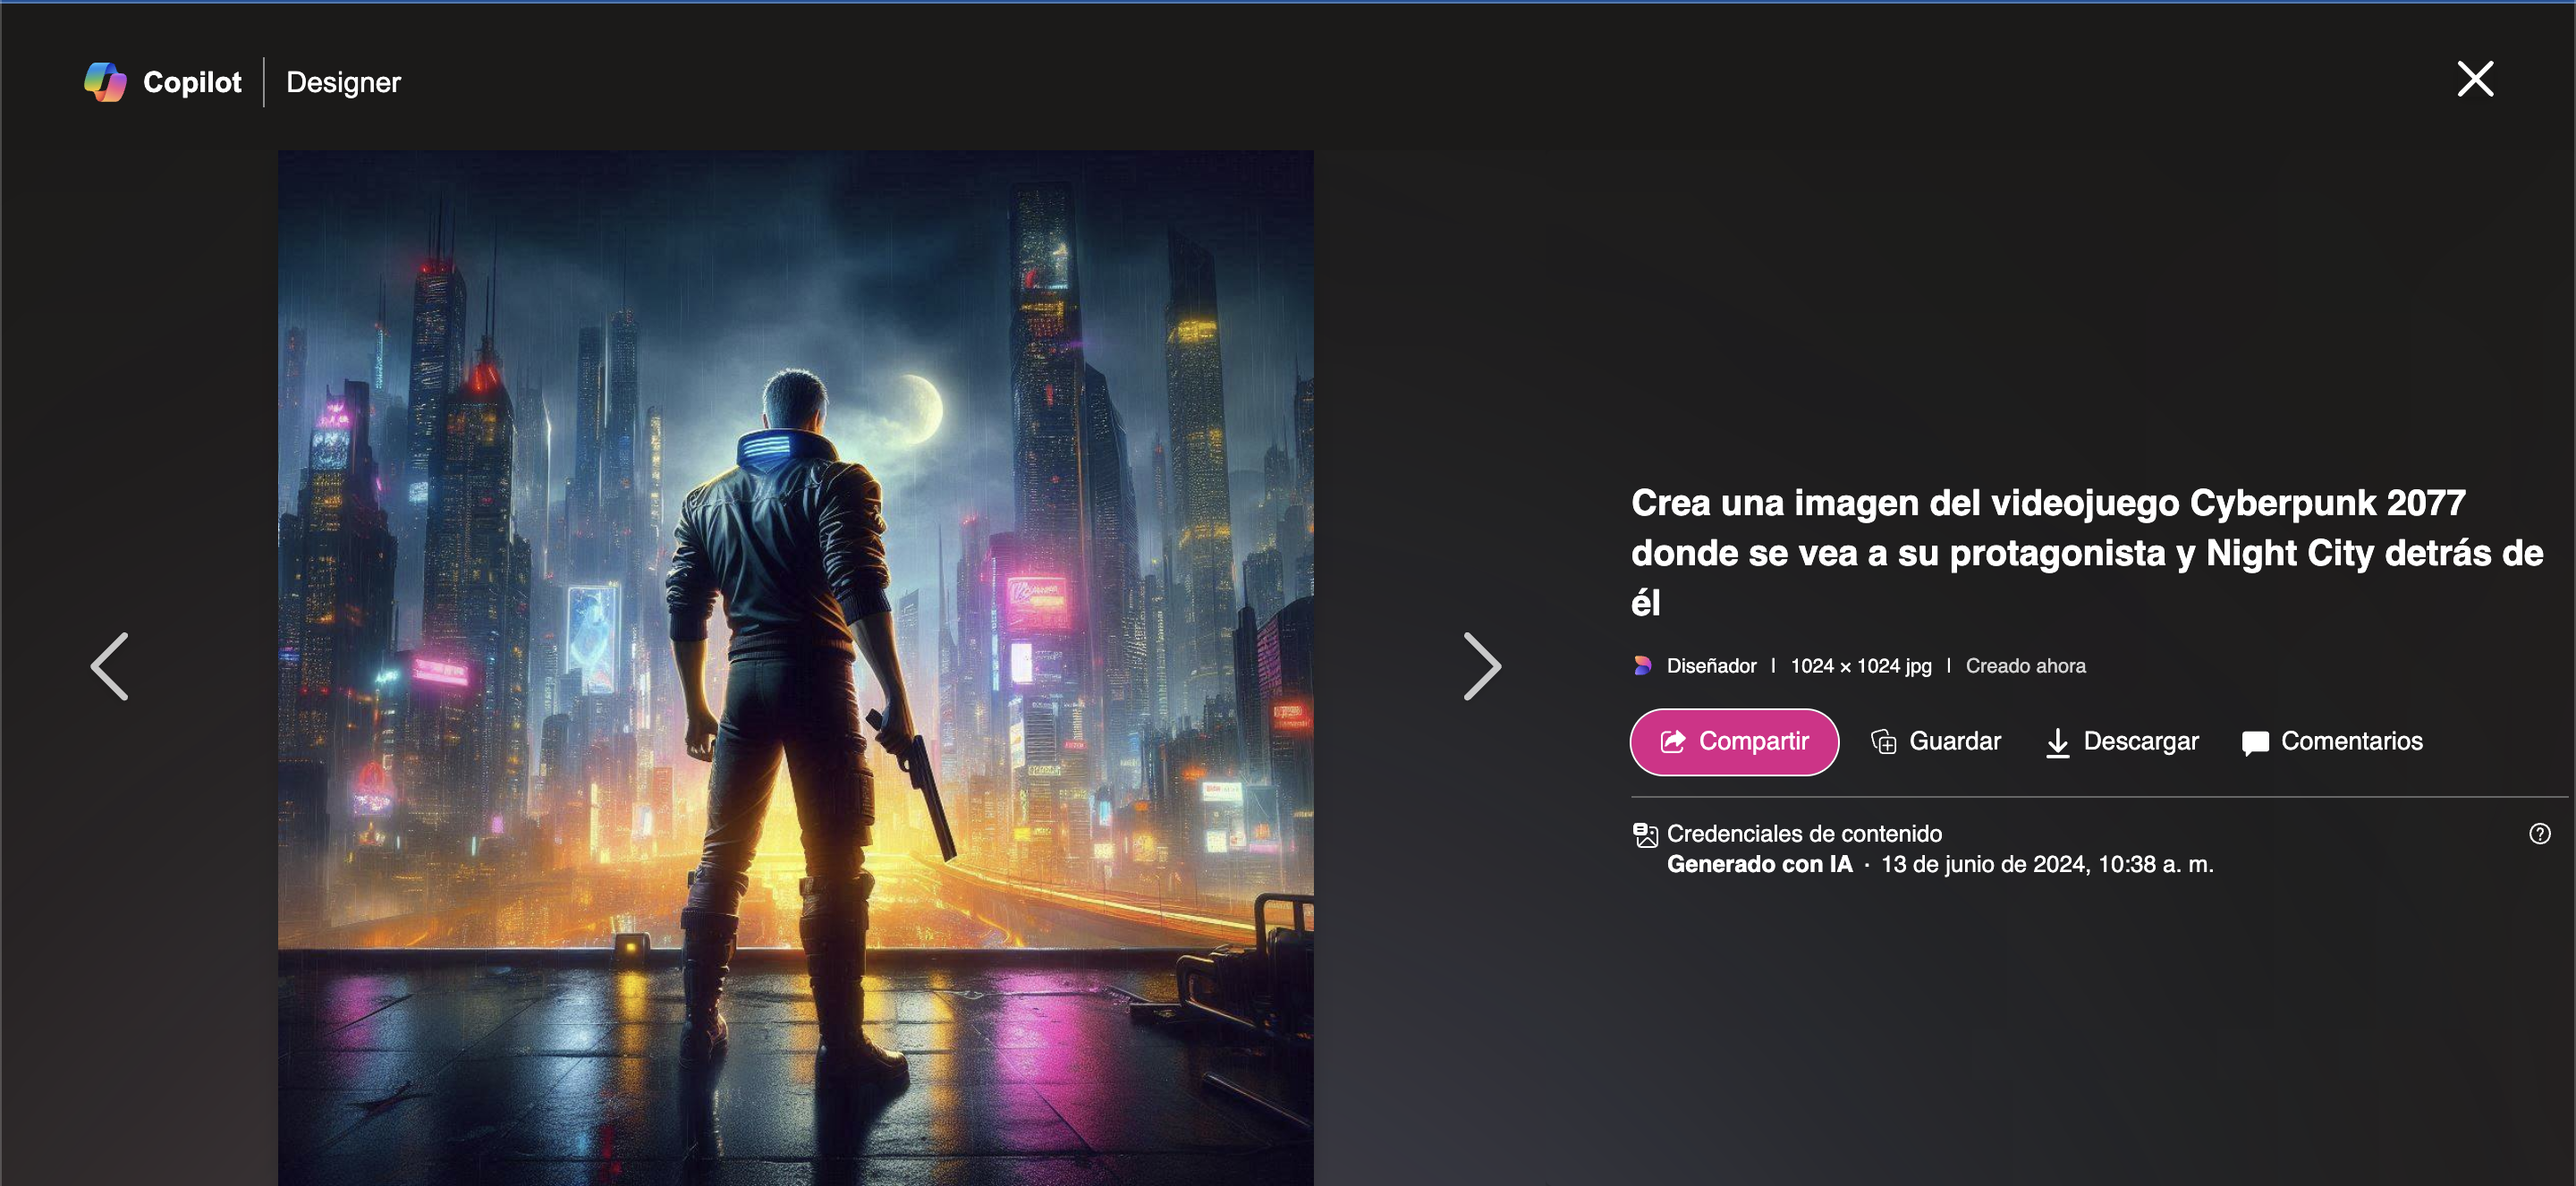 Copilot | Designer
Crea una imagen del videojuego Cyberpunk 2077
donde se vea a su protagonista y Night City detrás de
él
Diseñador | 1024 × 1024 jpg | Creado ahora
Compartir Guardar Descargar Comentarios
Credenciales de contenido
Generado con IA · 13 de junio de 2024, 10:38 a. m.